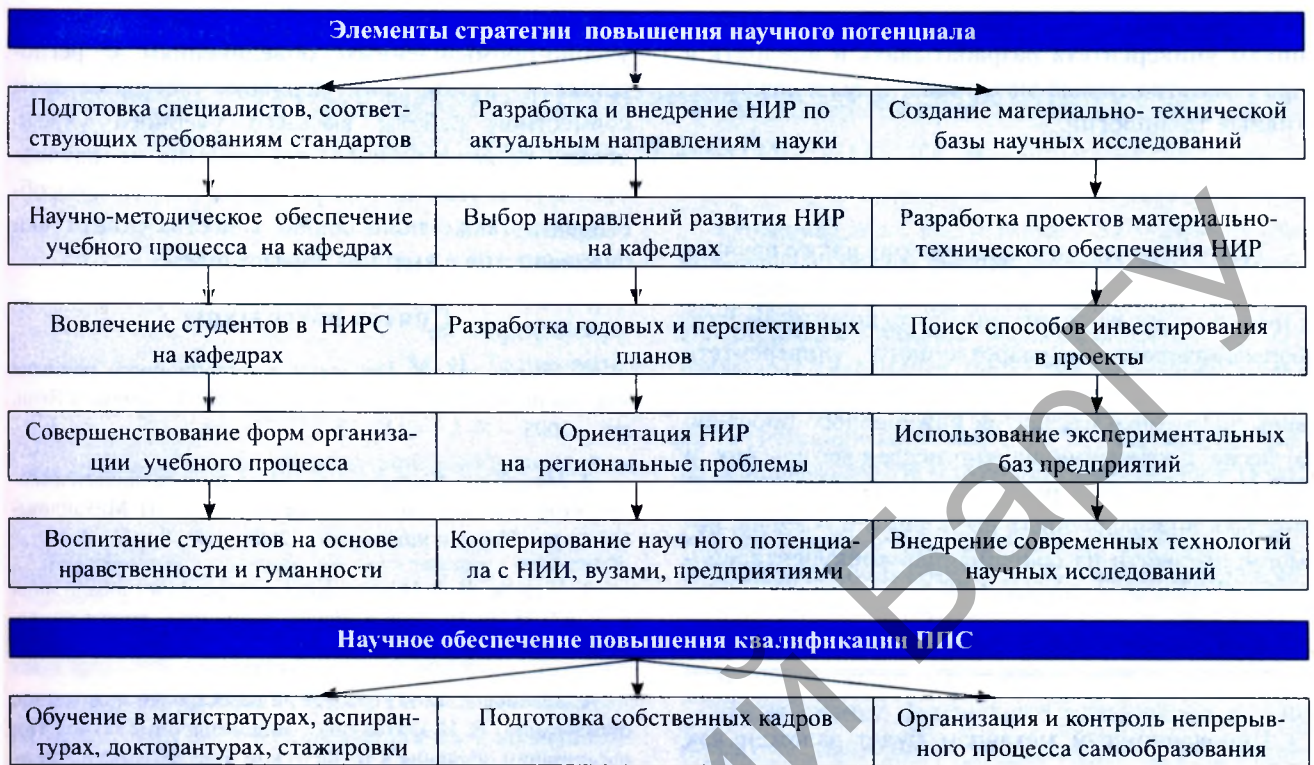 Элементы стратегии повышения научного потенциала
Подготовка специалистов, соответ-
ствующих требованиям стандартов
Разработка и внедрение НИР по
актуальным направлениям науки
Создание материально- технической
базы научных исследований
Научно-методическое обеспечение
учебного процесса на кафедрах
Выбор направлений развития НИР
на кафедрах
Разработка проектов материально-
технического обеспечения НИР
Вовлечение студентов в НИРС
на кафедрах
Разработка годовых и перспективных
планов
Поиск способов инвестирования
в проекты
Совершенствование форм организа-
ции учебного процесса
Ориентация НИР
на региональные проблемы
Использование экспериментальных
баз предприятий
Воспитание студентов на основе
нравственности и гуманности
Кооперирование научного потенциа-
ла с НИИ, вузами, предприятиями
Внедрение современных технологий
научных исследований
Научное обеспечение повышения квалификации ППС
Обучение в магистратурах, аспиран-
турах, докторантурах, стажировки
Подготовка собственных кадров
Организация и контроль непрерыв-
ного процесса самообразования
ий БарГУ